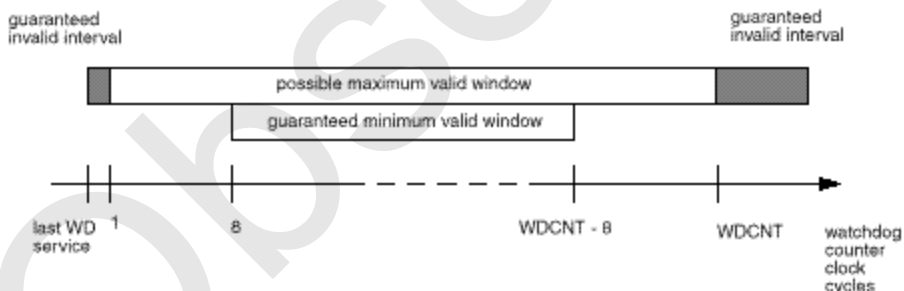 guaranteed
invalid interval
guaranteed
invalid interval
possible maximum valid window
guaranteed minimum valid window
last WD
service
1
8
WDCNT - 8
WDCNT
watchdog
counter
clock
cycles